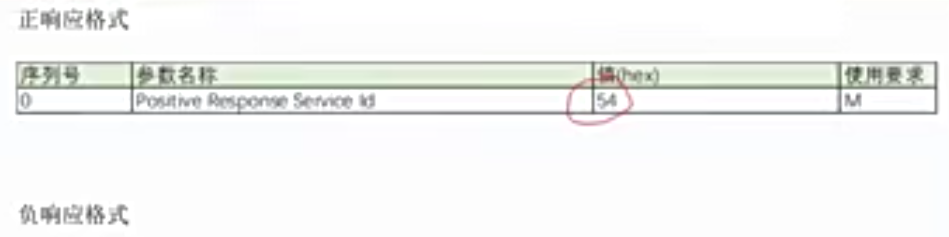 正响应格式
序列号 参数名称 值(hex) 使用要求
0 Positive Response Service Id 54 M
负响应格式